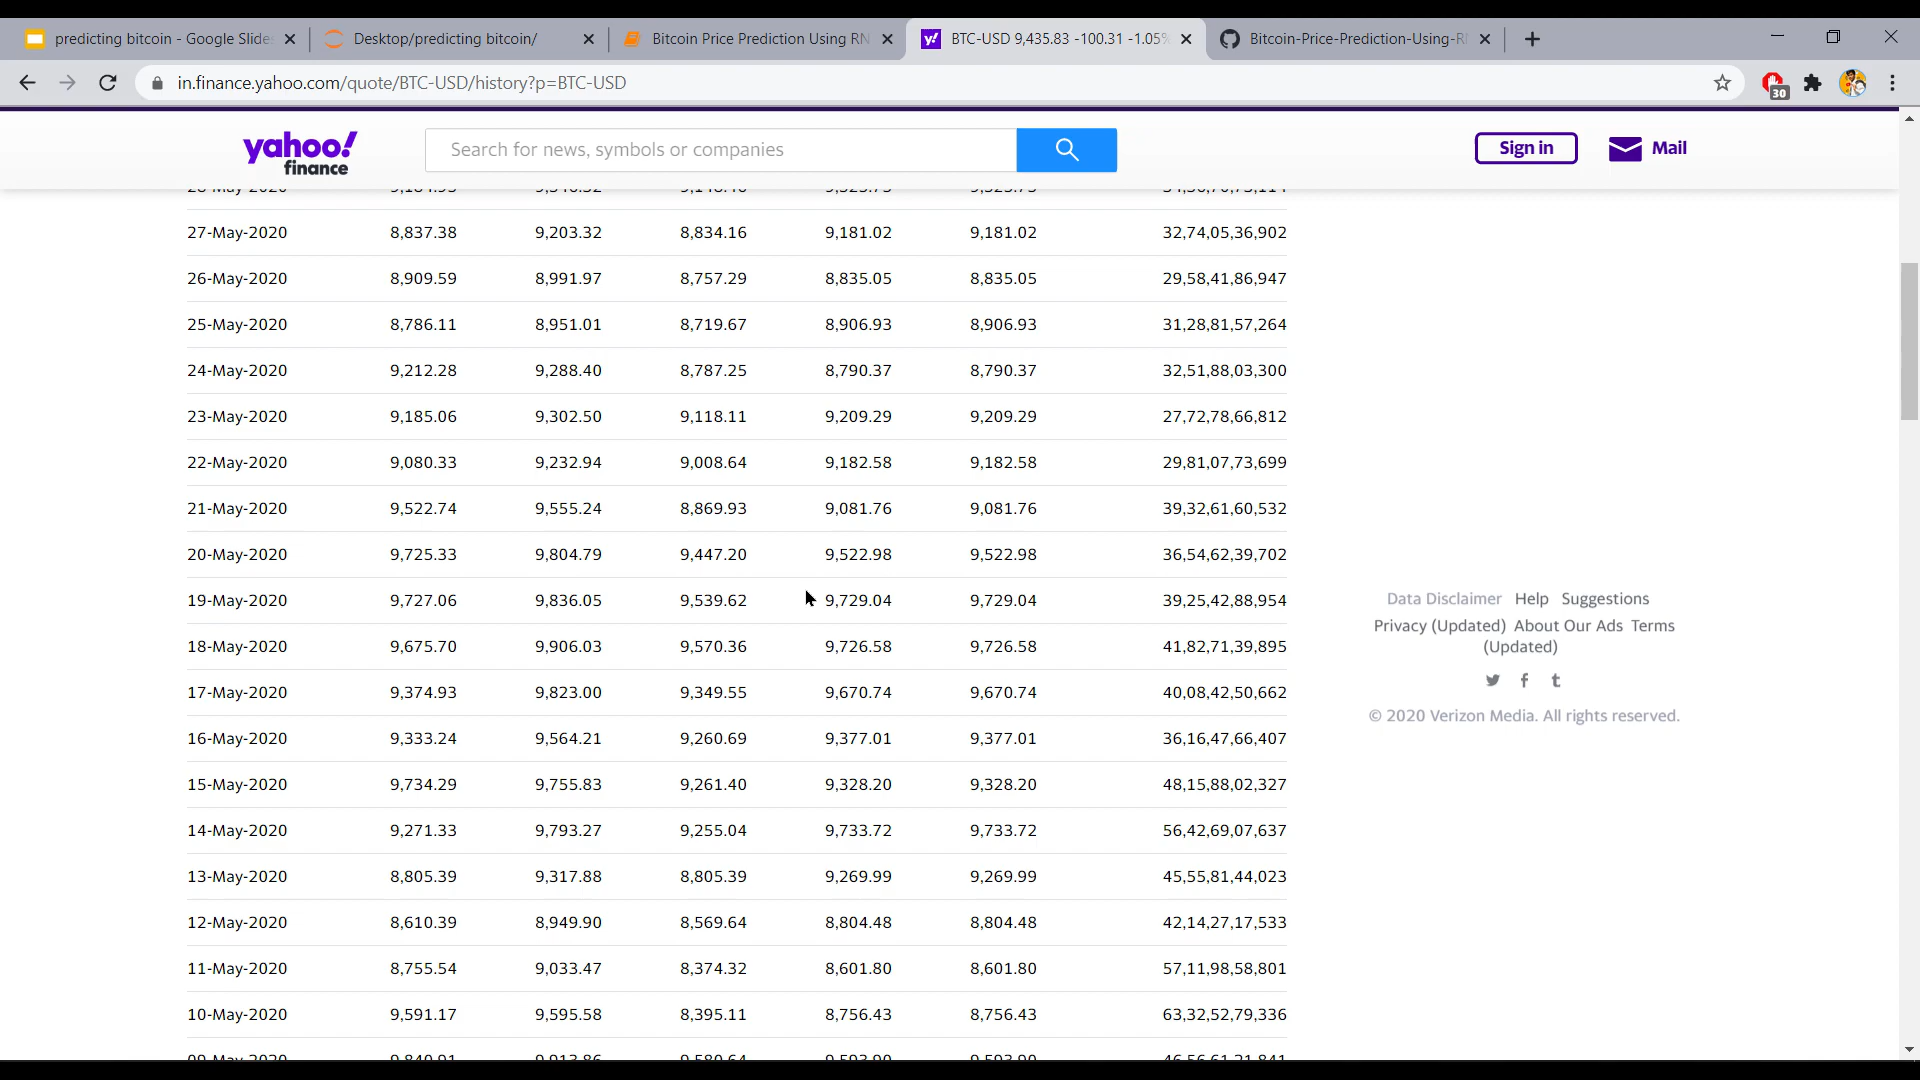 predicting bitcoin - Google Slide
Desktop/predicting bitcoin/
Bitcoin Price Prediction Using RN
BTC-USD 9,435.83 -100.31 -1.05%
Bitcoin-Price-Prediction-Using-R
in.finance.yahoo.com/quote/BTC-USD/history?p=BTC-USD
30
yahoo!
finance
Search for news, symbols or companies
Sign in
Mail
27-May-2020 8,837.38 9,203.32 8,834.16 9,181.02 9,181.02 32,74,05,36,902
26-May-2020 8,909.59 8,991.97 8,757.29 8,835.05 8,835.05 29,58,41,86,947
25-May-2020 8,786.11 8,951.01 8,719.67 8,906.93 8,906.93 31,28,81,57,264
24-May-2020 9,212.28 9,288.40 8,787.25 8,790.37 8,790.37 32,51,88,03,300
23-May-2020 9,185.06 9,302.50 9,118.11 9,209.29 9,209.29 27,72,78,66,812
22-May-2020 9,080.33 9,232.94 9,008.64 9,182.58 9,182.58 29,81,07,73,699
21-May-2020 9,522.74 9,555.24 8,869.93 9,081.76 9,081.76 39,32,61,60,532
20-May-2020 9,725.33 9,804.79 9,447.20 9,522.98 9,522.98 36,54,62,39,702
19-May-2020 9,727.06 9,836.05 9,539.62 9,729.04 9,729.04 39,25,42,88,954
18-May-2020 9,675.70 9,906.03 9,570.36 9,726.58 9,726.58 41,82,71,39,895
17-May-2020 9,374.93 9,823.00 9,349.55 9,670.74 9,670.74 40,08,42,50,662
16-May-2020 9,333.24 9,564.21 9,260.69 9,377.01 9,377.01 36,16,47,66,407
15-May-2020 9,734.29 9,755.83 9,261.40 9,328.20 9,328.20 48,15,88,02,327
14-May-2020 9,271.33 9,793.27 9,255.04 9,733.72 9,733.72 56,42,69,07,637
13-May-2020 8,805.39 9,317.88 8,805.39 9,269.99 9,269.99 45,55,81,44,023
12-May-2020 8,610.39 8,949.90 8,569.64 8,804.48 8,804.48 42,14,27,17,533
11-May-2020 8,755.54 9,033.47 8,374.32 8,601.80 8,601.80 57,11,98,58,801
10-May-2020 9,591.17 9,595.58 8,395.11 8,756.43 8,756.43 63,32,52,79,336
Data Disclaimer Help Suggestions
Privacy (Updated) About Our Ads Terms
(Updated)
© 2020 Verizon Media. All rights reserved.